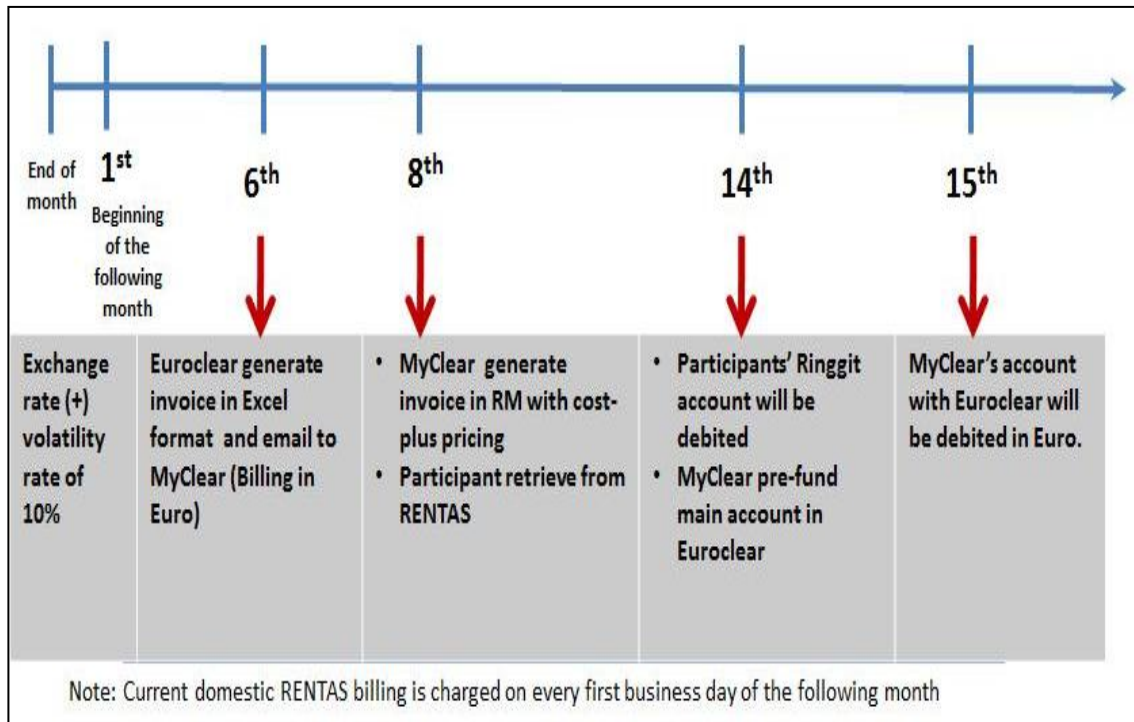 End of
month
1st
Beginning
of the
following
month
6th
8th
14th
15th
Exchange
rate (+)
volatility
rate of
10%
Euroclear generate
invoice in Excel
format and email to
MyClear (Billing in
Euro)
• MyClear generate
invoice in RM with cost-
plus pricing
• Participant retrieve from
RENTAS
• Participants' Ringgit
account will be
debited
• MyClear pre-fund
main account in
Euroclear
MyClear's account
with Euroclear will
be debited in Euro.
Note: Current domestic RENTAS billing is charged on every first business day of the following month